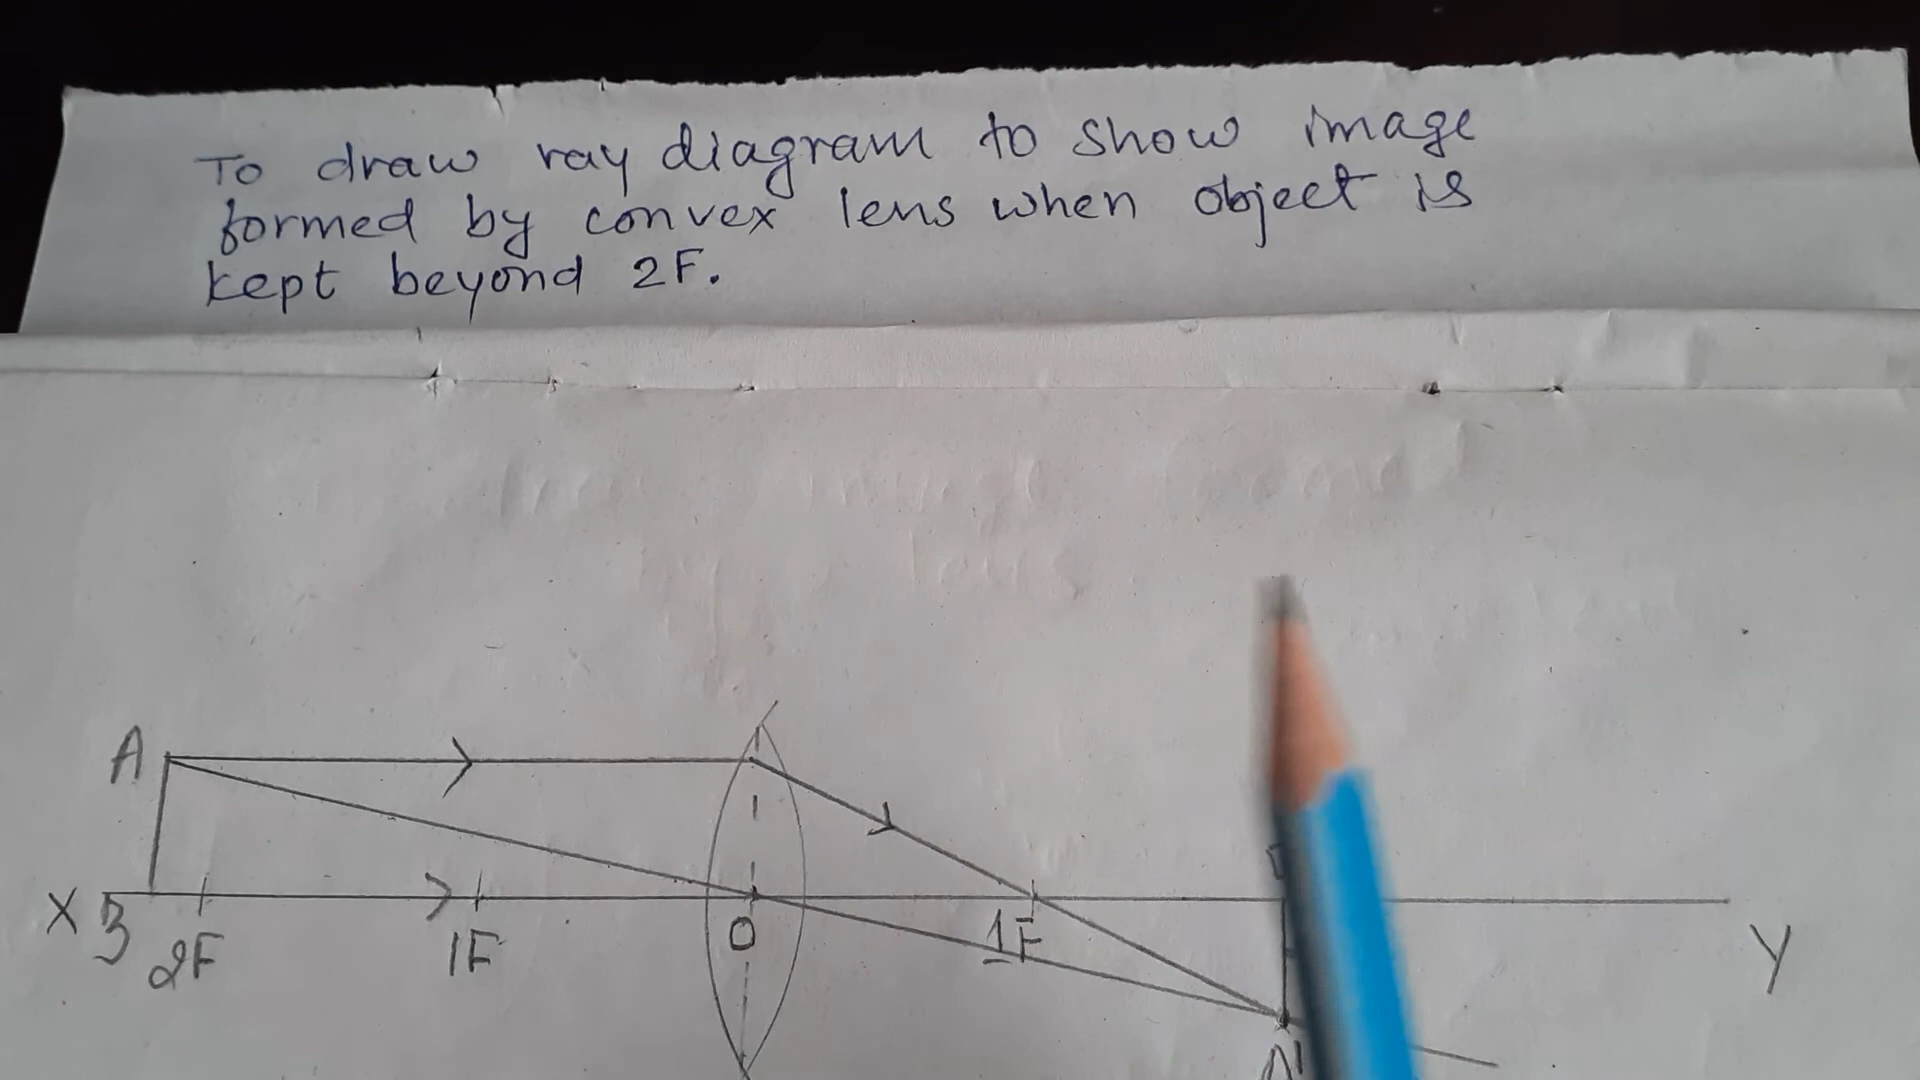 To draw ray diagram to show image
formed by convex lens when object is
kept beyond 2F.
A
X B 2F 1F O 1F Y
A'